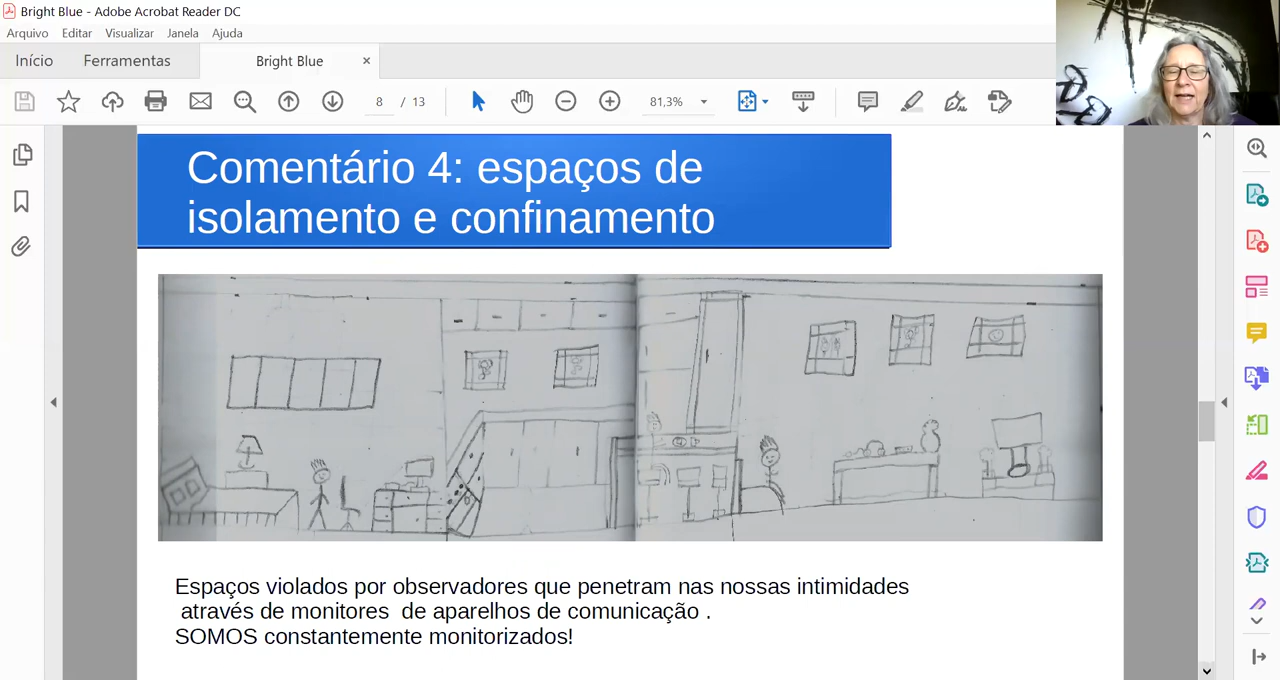 Bright Blue - Adobe Acrobat Reader DC
Arquivo Editar Visualizar Janela Ajuda
Início Ferramentas Bright Blue ×
8 / 13 81,3%
Comentário 4: espaços de
isolamento e confinamento
Espaços violados por observadores que penetram nas nossas intimidades
através de monitores de aparelhos de comunicação .
SOMOS constantemente monitorizados!